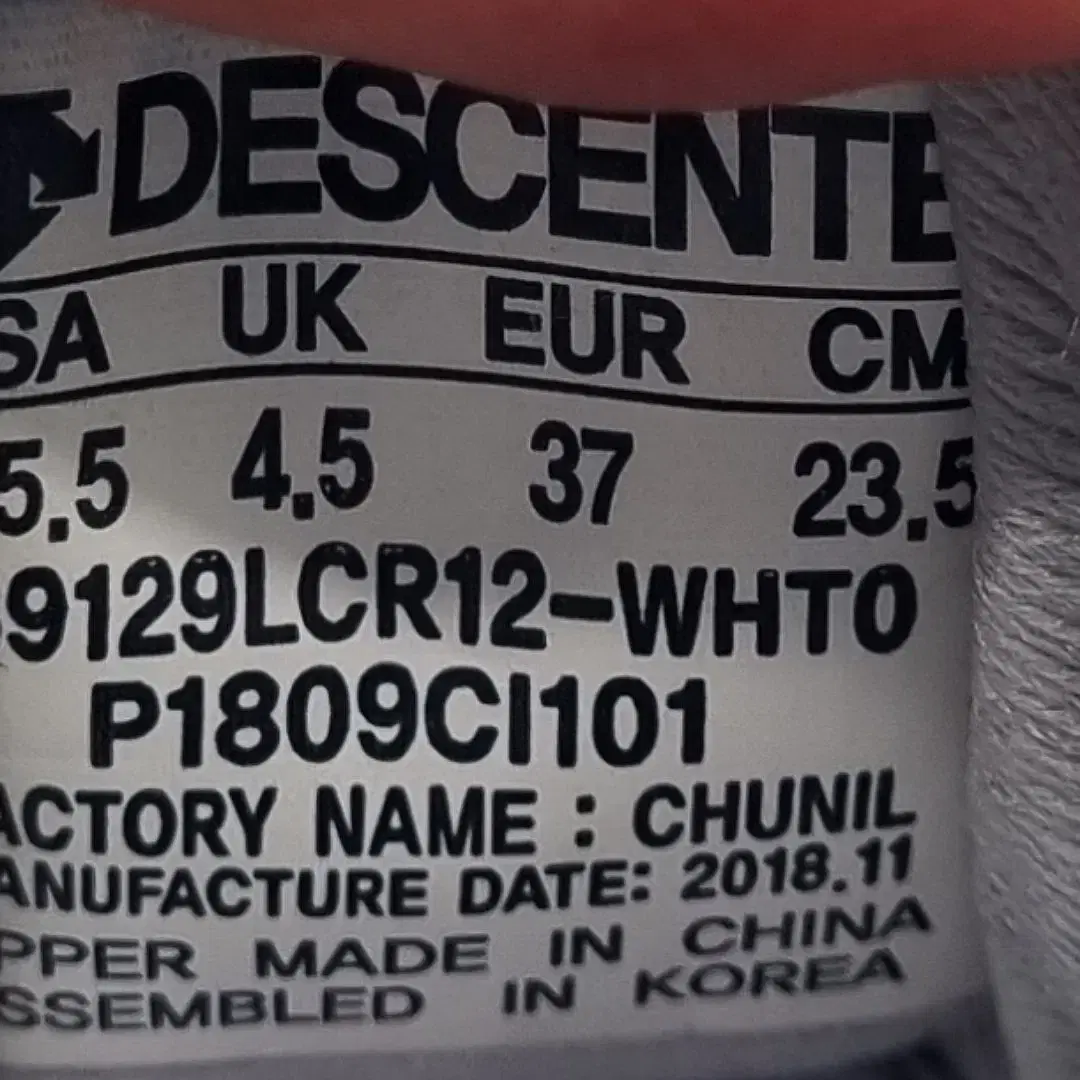 DESCENTE
SA UK EUR CM
5.5 4.5 37 23.5
9129LCR12-WHT0
P1809CI101
ACTORY NAME : CHUNIL
ANUFACTURE DATE: 2018.11
PPER MADE IN CHINA
SSEMBLED IN KOREA